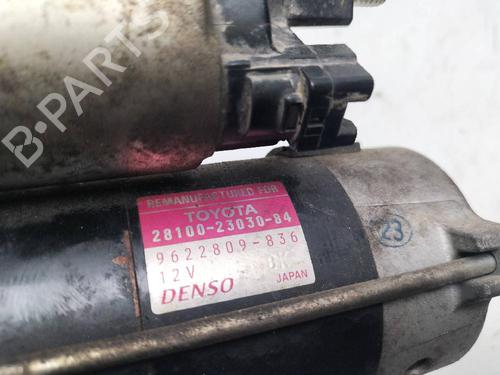 B-PARTS
REMANUFACTURED FOR
TOYOTA
28100-23030-84
9622809-836
12V
DENSO JAPAN
23